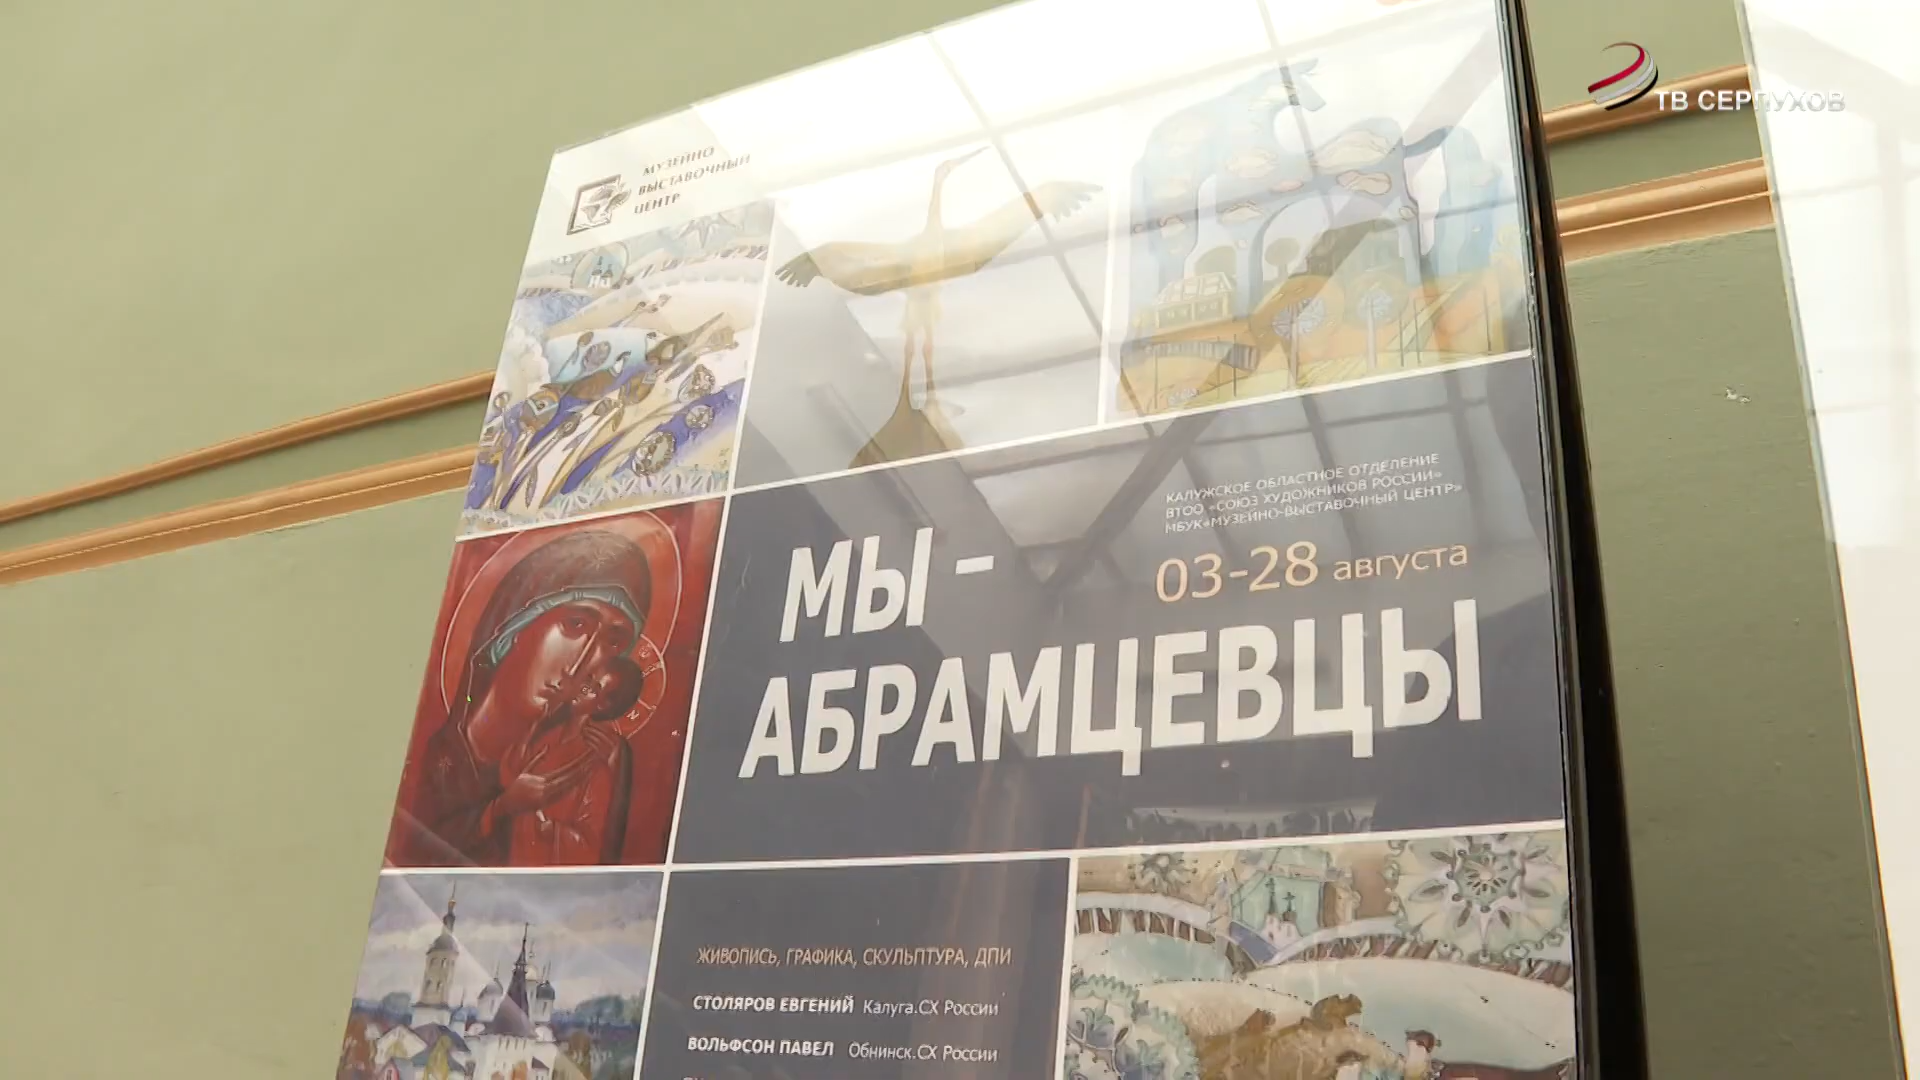 ТВ СЕРПУХОВ
МУЗЕЙНО
ВЫСТАВОЧНЫЙ
ЦЕНТР
КАЛУЖСКОЕ ОБЛАСТНОЕ ОТДЕЛЕНИЕ
ВТОО «СОЮЗ ХУДОЖНИКОВ РОССИИ»
МБУК«МУЗЕЙНО-ВЫСТАВОЧНЫЙ ЦЕНТР»
03-28 августа
МЫ -
АБРАМЦЕВЦЫ
ЖИВОПИСЬ, ГРАФИКА, СКУЛЬПТУРА, ДПИ
СТОЛЯРОВ ЕВГЕНИЙ Калуга.СХ России
ВОЛЬФСОН ПАВЕЛ Обнинск.СХ России